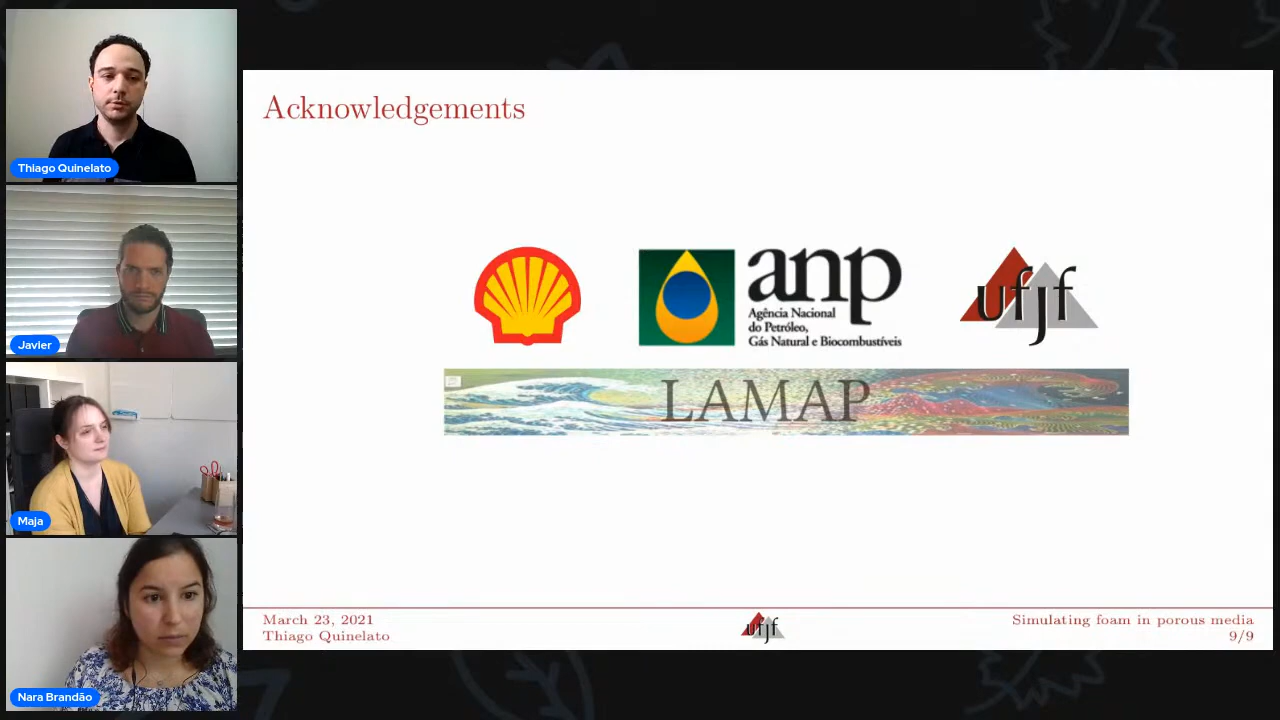 Thiago Quinelato
Javier
Maja
Nara Brandão
Acknowledgements
anp
Agência Nacional
do Petróleo,
Gás Natural e Biocombustíveis
ufjf
LAMAP
March 23, 2021
Thiago Quinelato
ufjf
Simulating foam in porous media
9/9